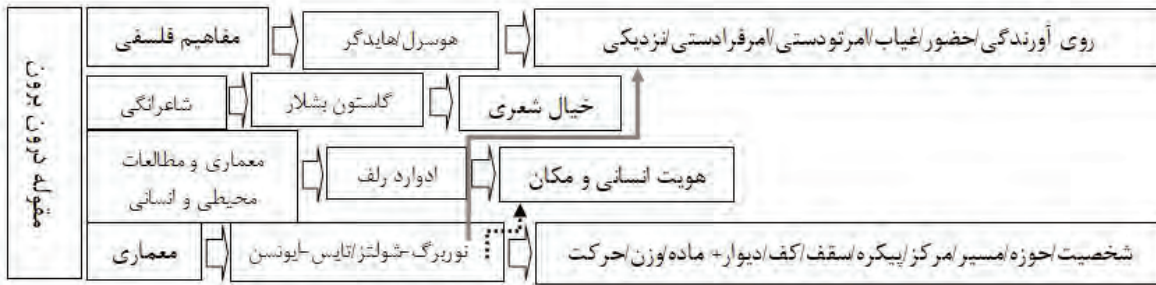 مقوله درون برون
مفاهیم فلسفی
هوسرل/هایدگر
روی آورندگی/حضور/غیاب/امرتودستی/امرفرادستی/نزدیکی
شاعرانگی
گاستون بشلار
خیال شعری
معماری و مطالعات
محیطی و انسانی
ادوارد رلف
هویت انسانی و مکان
معماری
نوربرگ-شولتز/تایس-ایونسن
شخصیت/حوزه/مسیر/مرکز/پیکره/سقف/کف/دیوار+ ماده/وزن/حرکت